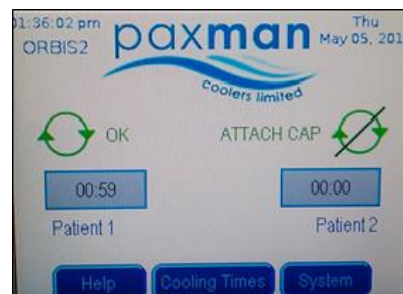 01:36:02 pm
ORBIS2
paxman
Coolers limited
Thu
May 05, 201
OK
ATTACH CAP
00:59
00:00
Patient 1
Patient 2
Help
Cooling Times
System